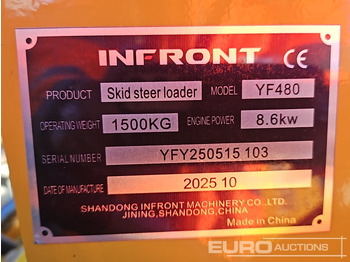 INFRONT CE
PRODUCT Skid steer loader MODEL YF480
OPERATING WEIGHT 1500KG ENGINE POWER 8.6kw
SERIAL NUMBER YFY250515 103
DATE OF MANUFACTURE 2025 10
SHANDONG INFRONT MACHINERY CO.,LTD.
JINING,SHANDONG,CHINA
Made in China
EURO AUCTIONS